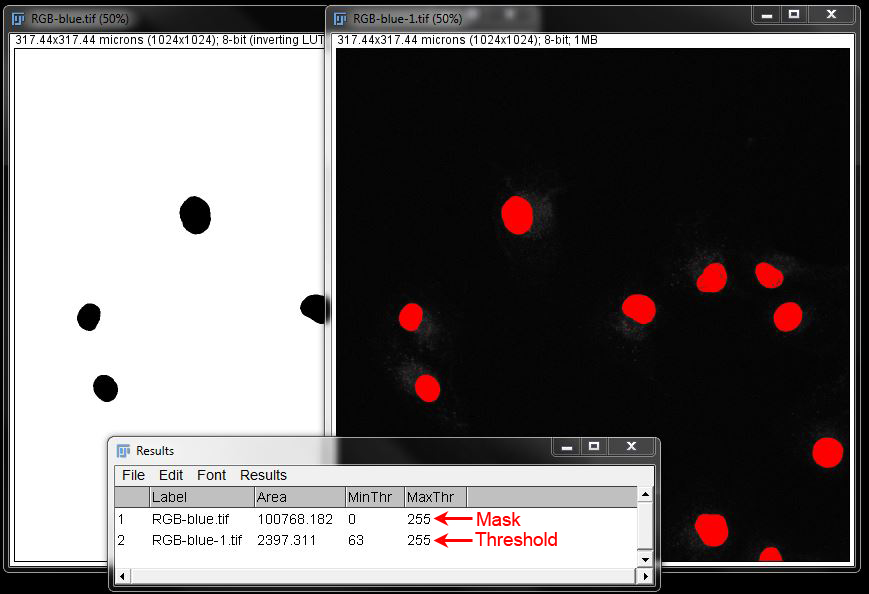 RGB-blue.tif (50%)
RGB-blue-1.tif (50%)
317.44x317.44 microns (1024x1024); 8-bit (inverting LUT
317.44x317.44 microns (1024x1024); 8-bit; 1MB
Results
File Edit Font Results
Label Area MinThr MaxThr
1 RGB-blue.tif 100768.182 0 255 Mask
2 RGB-blue-1.tif 2397.311 63 255 Threshold